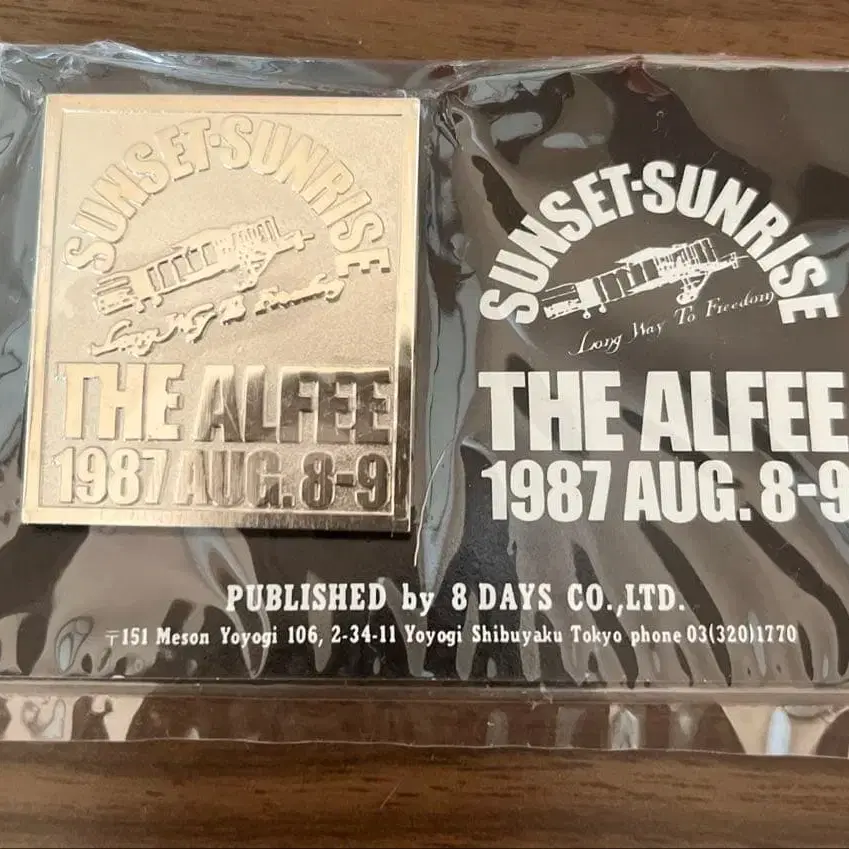 SUNSET-SUNRISE
Long Way To Freedom
THE ALFEE
1987 AUG. 8-9
SUNSET-SUNRISE
Long Way To Freedom
THE ALFEE
1987 AUG. 8-9
PUBLISHED by 8 DAYS CO.,LTD.
〒151 Meson Yoyogi 106, 2-34-11 Yoyogi Shibuyaku Tokyo phone 03(320)1770